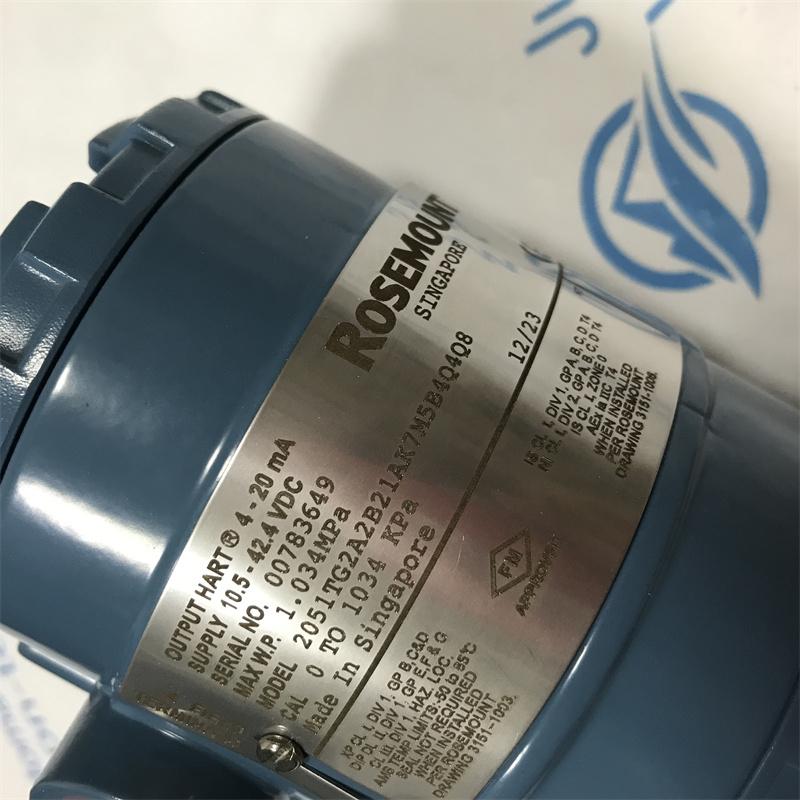 ROSEMOUNT
SINGAPORE
12/23
OUTPUT HART® 4 - 20 mA
SUPPLY 10.5 - 42.4 VDC
SERIAL NO. 00783649
MAX W.P. 1.034MPa
MODEL 2051TG2A2B21AK7M5B4Q4Q8
CAL 0 TO 1034 KPa
Made In Singapore
IS CL I, DIV 1, GP A, B, C, D T4
NI CL I, DIV 2, GP A, B, C, D T4
IS CL I, ZONE 0
AEx ia IIC T4
WHEN INSTALLED
PER ROSEMOUNT
DRAWING 3151-1009.
FM
APPROVED
XP CL I, DIV 1, GP B, C&D
DIP CL II, DIV 1, GP E, F & G
CL III, DIV 1, HAZ. LOC.
AMB TEMP LIMITS: -50 to 85°C
SEAL NOT REQUIRED
WHEN INSTALLED
PER ROSEMOUNT
DRAWING 3151-1003.